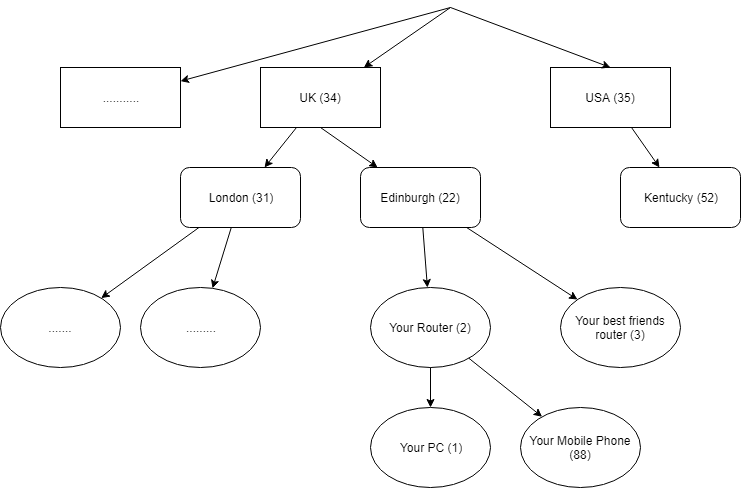 ...........
UK (34)
USA (35)
London (31)
Edinburgh (22)
Kentucky (52)
.......
.........
Your Router (2)
Your best friends
router (3)
Your PC (1)
Your Mobile Phone
(88)